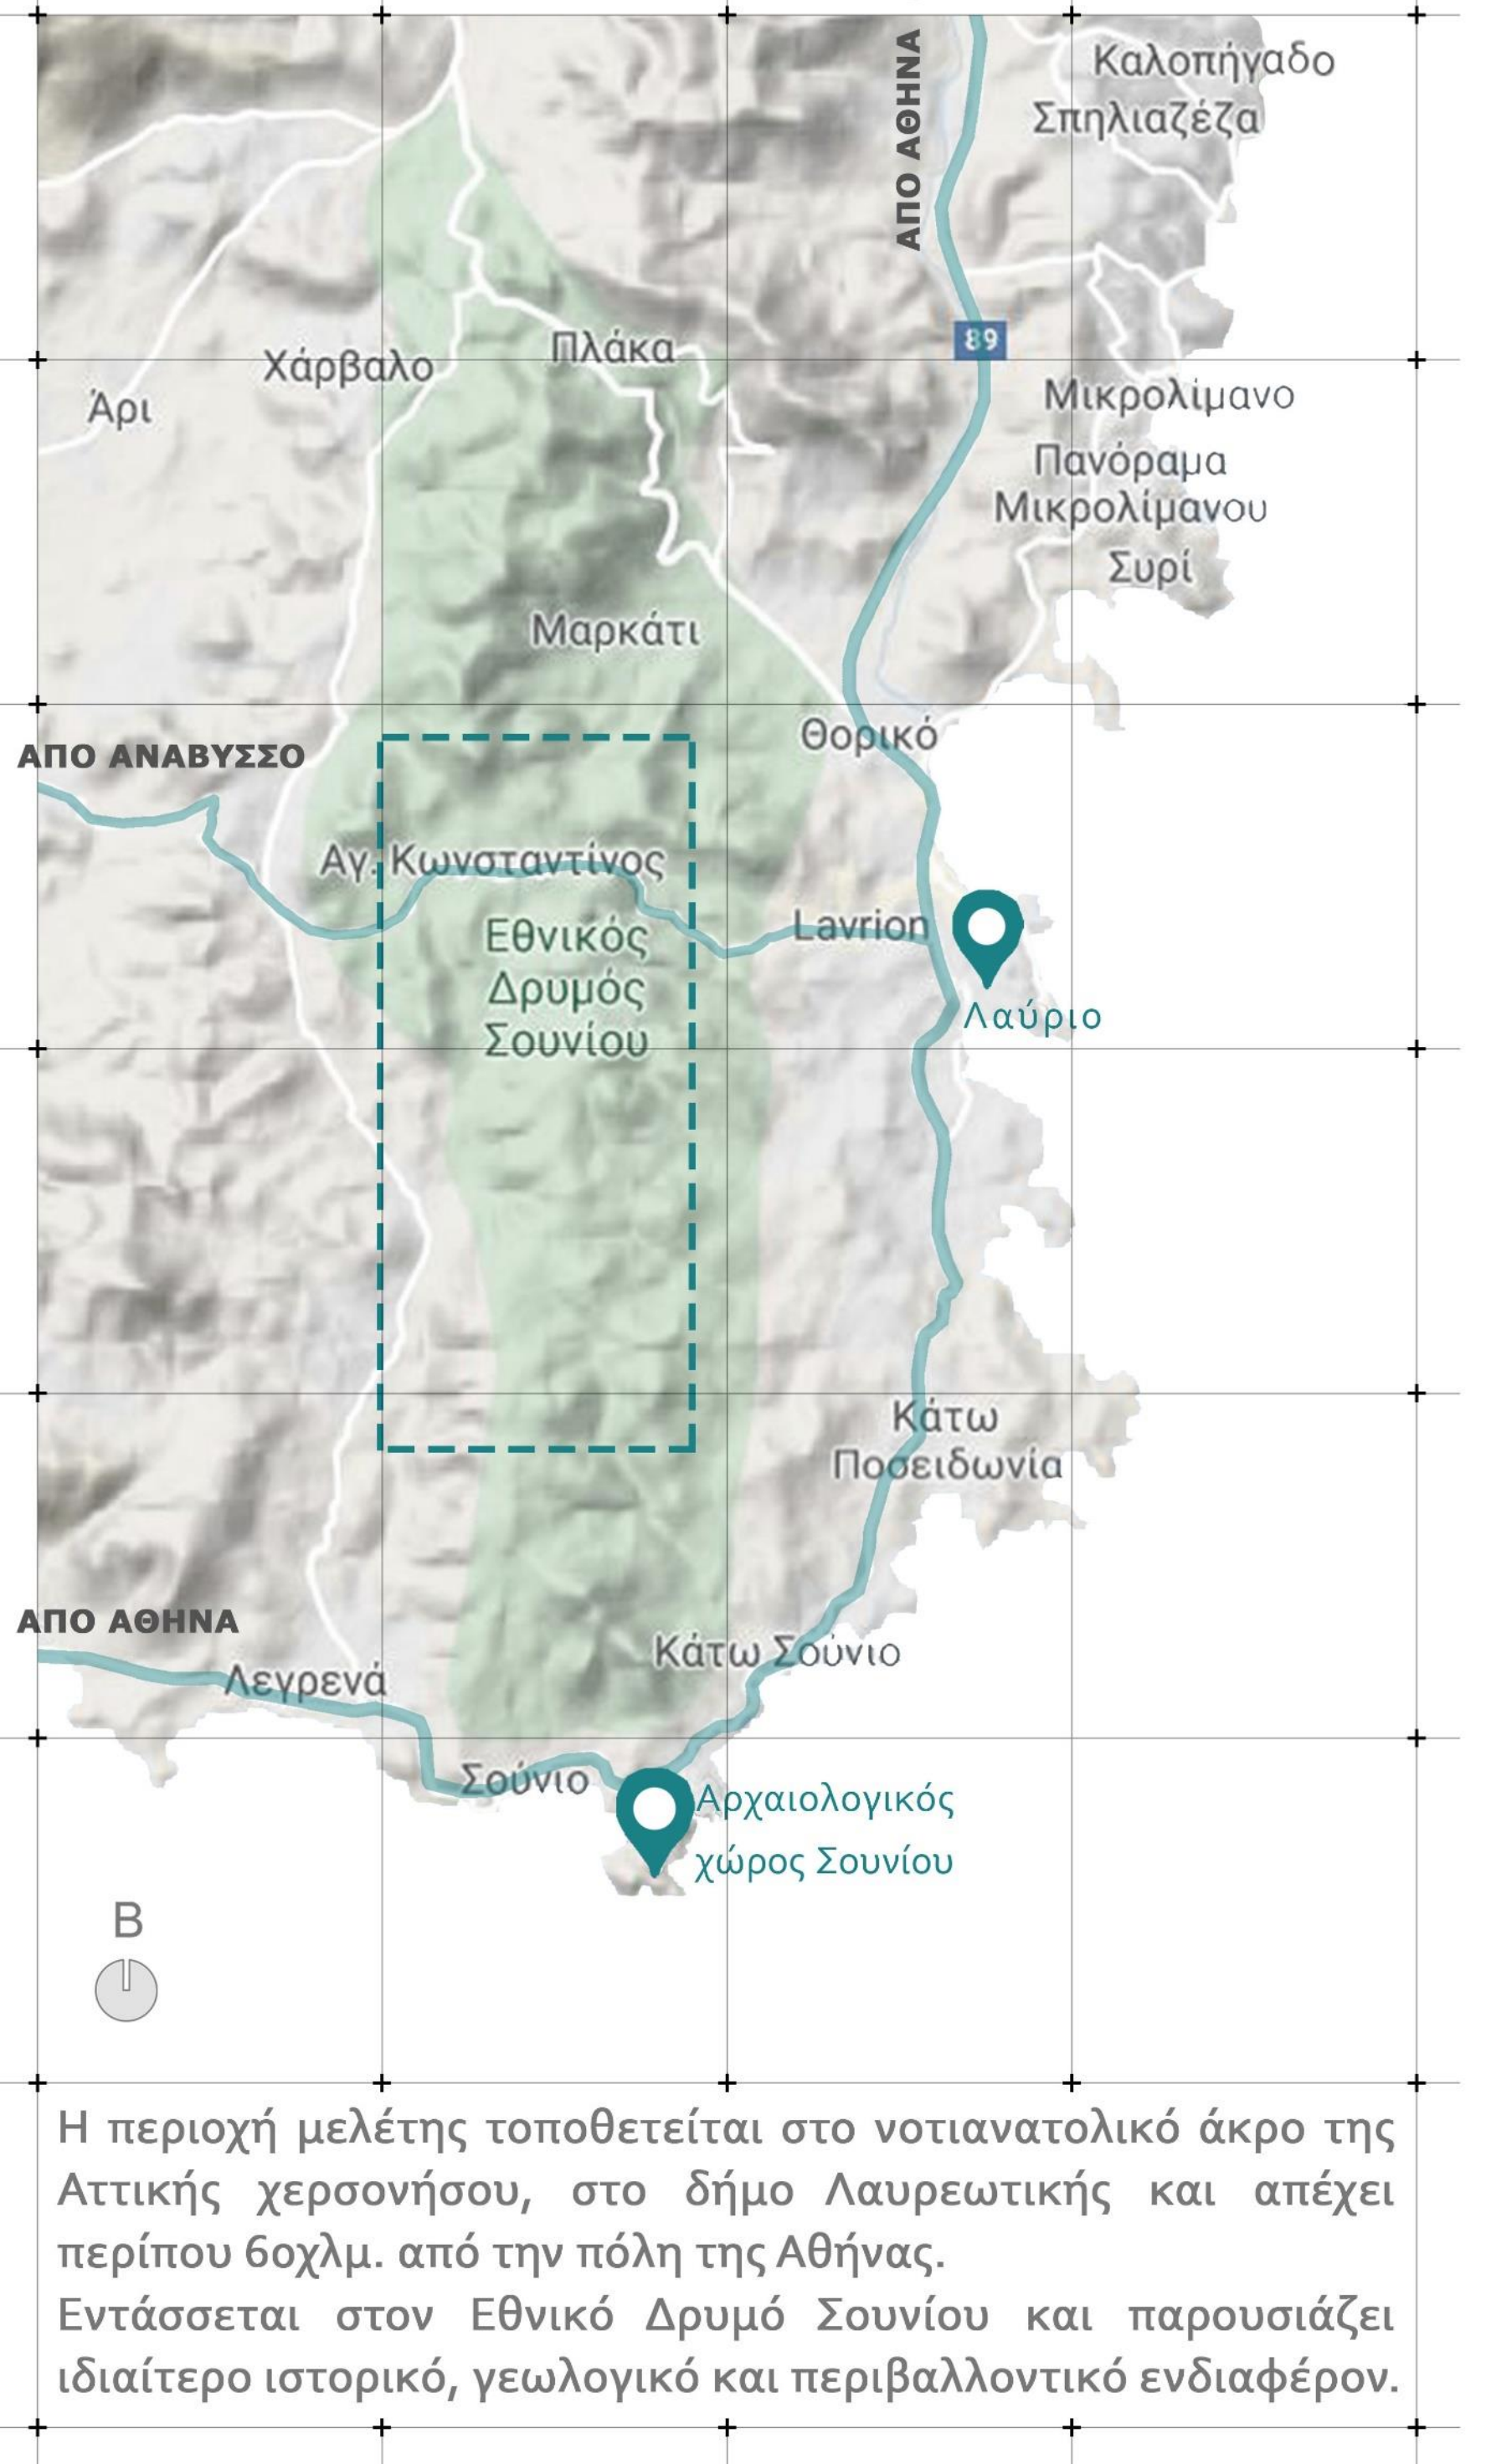 ΑΠΟ ΑΘΗΝΑ
Καλοπήγαδο
Σπηλιαζέζα
89
Πλάκα
Χάρβαλο
Άρι
Μικρολίμανο
Πανόραμα
Μικρολίμανου
Συρί
Μαρκάτι
Θορικό
ΑΠΟ ΑΝΑΒΥΣΣΟ
Αγ. Κωνσταντίνος
Lavrion
Εθνικός
Δρυμός
Σουνίου
Λαύριο
Κάτω
Ποσειδωνία
ΑΠΟ ΑΘΗΝΑ
Κάτω Σούνιο
Λεγρενά
Σούνιο
Αρχαιολογικός
χώρος Σουνίου
Β
Η περιοχή μελέτης τοποθετείται στο νοτιανατολικό άκρο της
Αττικής χερσονήσου, στο δήμο Λαυρεωτικής και απέχει
περίπου 60χλμ. από την πόλη της Αθήνας.
Εντάσσεται στον Εθνικό Δρυμό Σουνίου και παρουσιάζει
ιδιαίτερο ιστορικό, γεωλογικό και περιβαλλοντικό ενδιαφέρον.